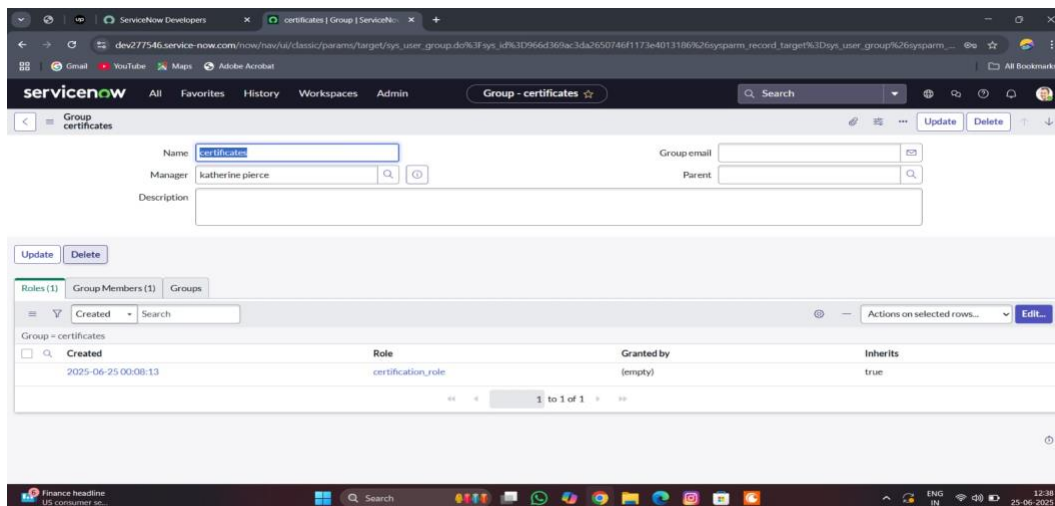 ServiceNow Developers
certificates | Group | ServiceNo
dev277546.service-now.com/now/nav/ui/classic/params/target/sys_user_group.do%3Fsys_id%3D966d369ac3da2650746f1173e4013186%26sysparm_record_target%3Dsys_user_group%26sysparm_...
Gmail YouTube Maps Adobe Acrobat All Bookmarks
servicenow All Favorites History Workspaces Admin Group - certificates Search
Group
certificates
Update Delete
Name certificates Group email
Manager katherine pierce Parent
Description
Update Delete
Roles (1) Group Members (1) Groups
Created Search Actions on selected rows... Edit...
Group = certificates
Created Role Granted by Inherits
2025-06-25 00:08:13 certification_role (empty) true
1 to 1 of 1
Finance headline
US consumer se...
Search
ENG
IN
12:38
25-06-2025